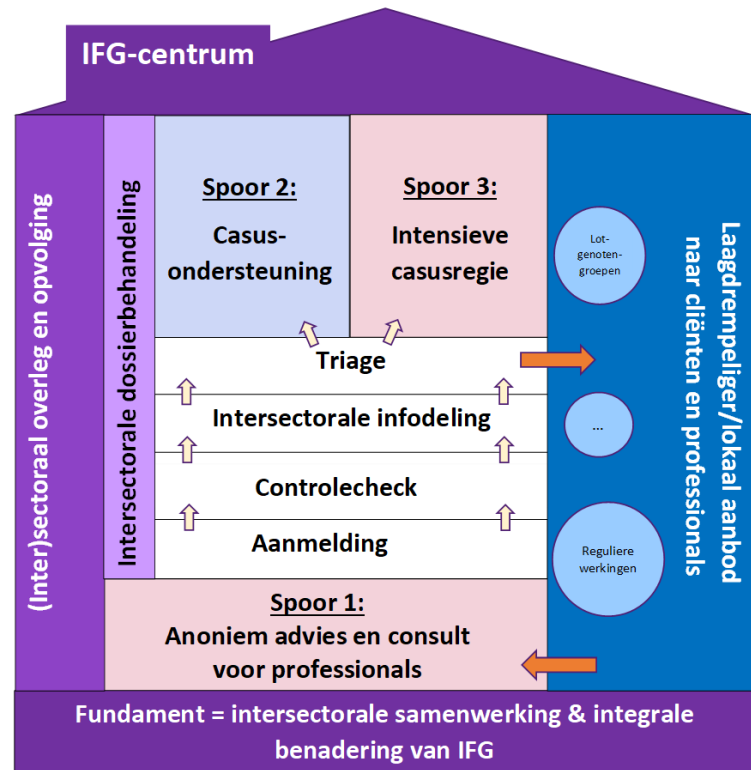 IFG-centrum
(Inter)sectoraal overleg en opvolging
Intersectorale dossierbehandeling
Spoor 2:
Casus-
ondersteuning
Spoor 3:
Intensieve
casusregie
Triage
Intersectorale infodeling
Controlecheck
Aanmelding
Spoor 1:
Anoniem advies en consult
voor professionals
Lot-
genoten-
groepen
...
Reguliere
werkingen
Laagdrempeliger/lokaal aanbod
naar cliënten en professionals
Fundament = intersectorale samenwerking & integrale
benadering van IFG